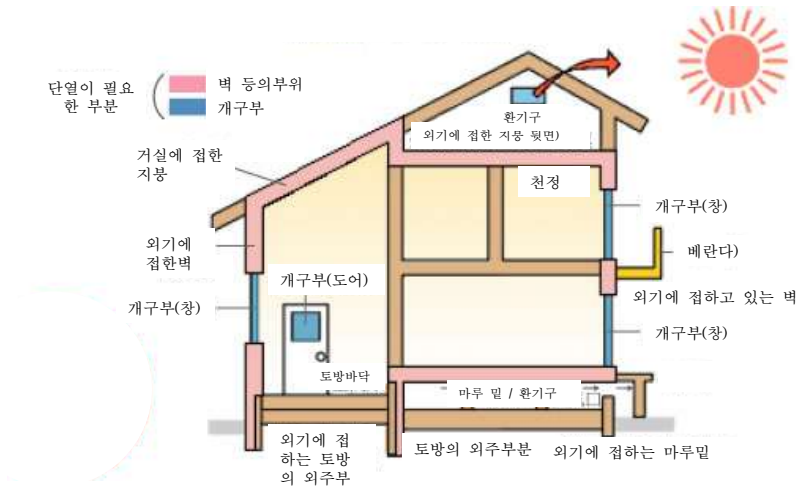 단열이 필요
한 부분
벽 등의부위
개구부
환기구
외기에 접한 지붕 뒷면)
거실에 접한
지붕
천정
개구부(창)
외기에
접한벽
베란다)
개구부(도어)
외기에 접하고 있는 벽
개구부(창)
개구부(창)
토방바닥
마루 밑 / 환기구
외기에 접
하는 토방
의 외주부
토방의 외주부분
외기에 접하는 마루밑